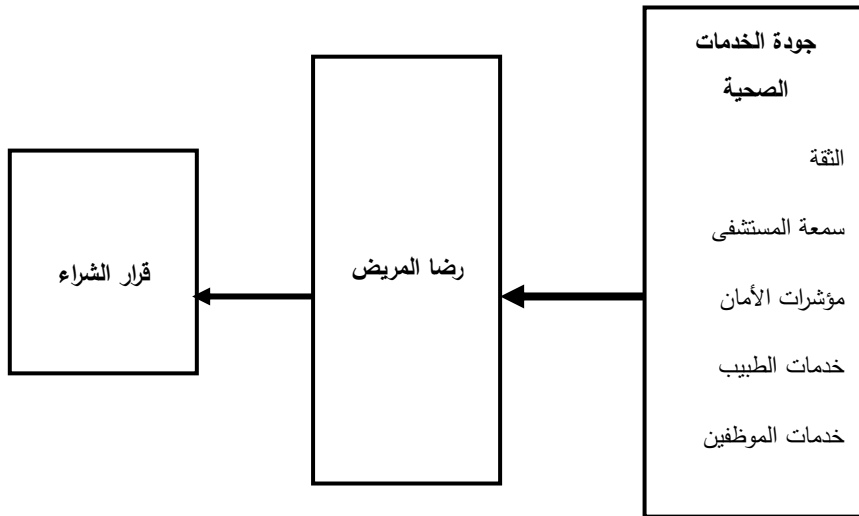 جودة الخدمات
الصحية
الثقة
سمعة المستشفى
مؤشرات الأمان
خدمات الطبيب
خدمات الموظفين
رضا المريض
قرار الشراء